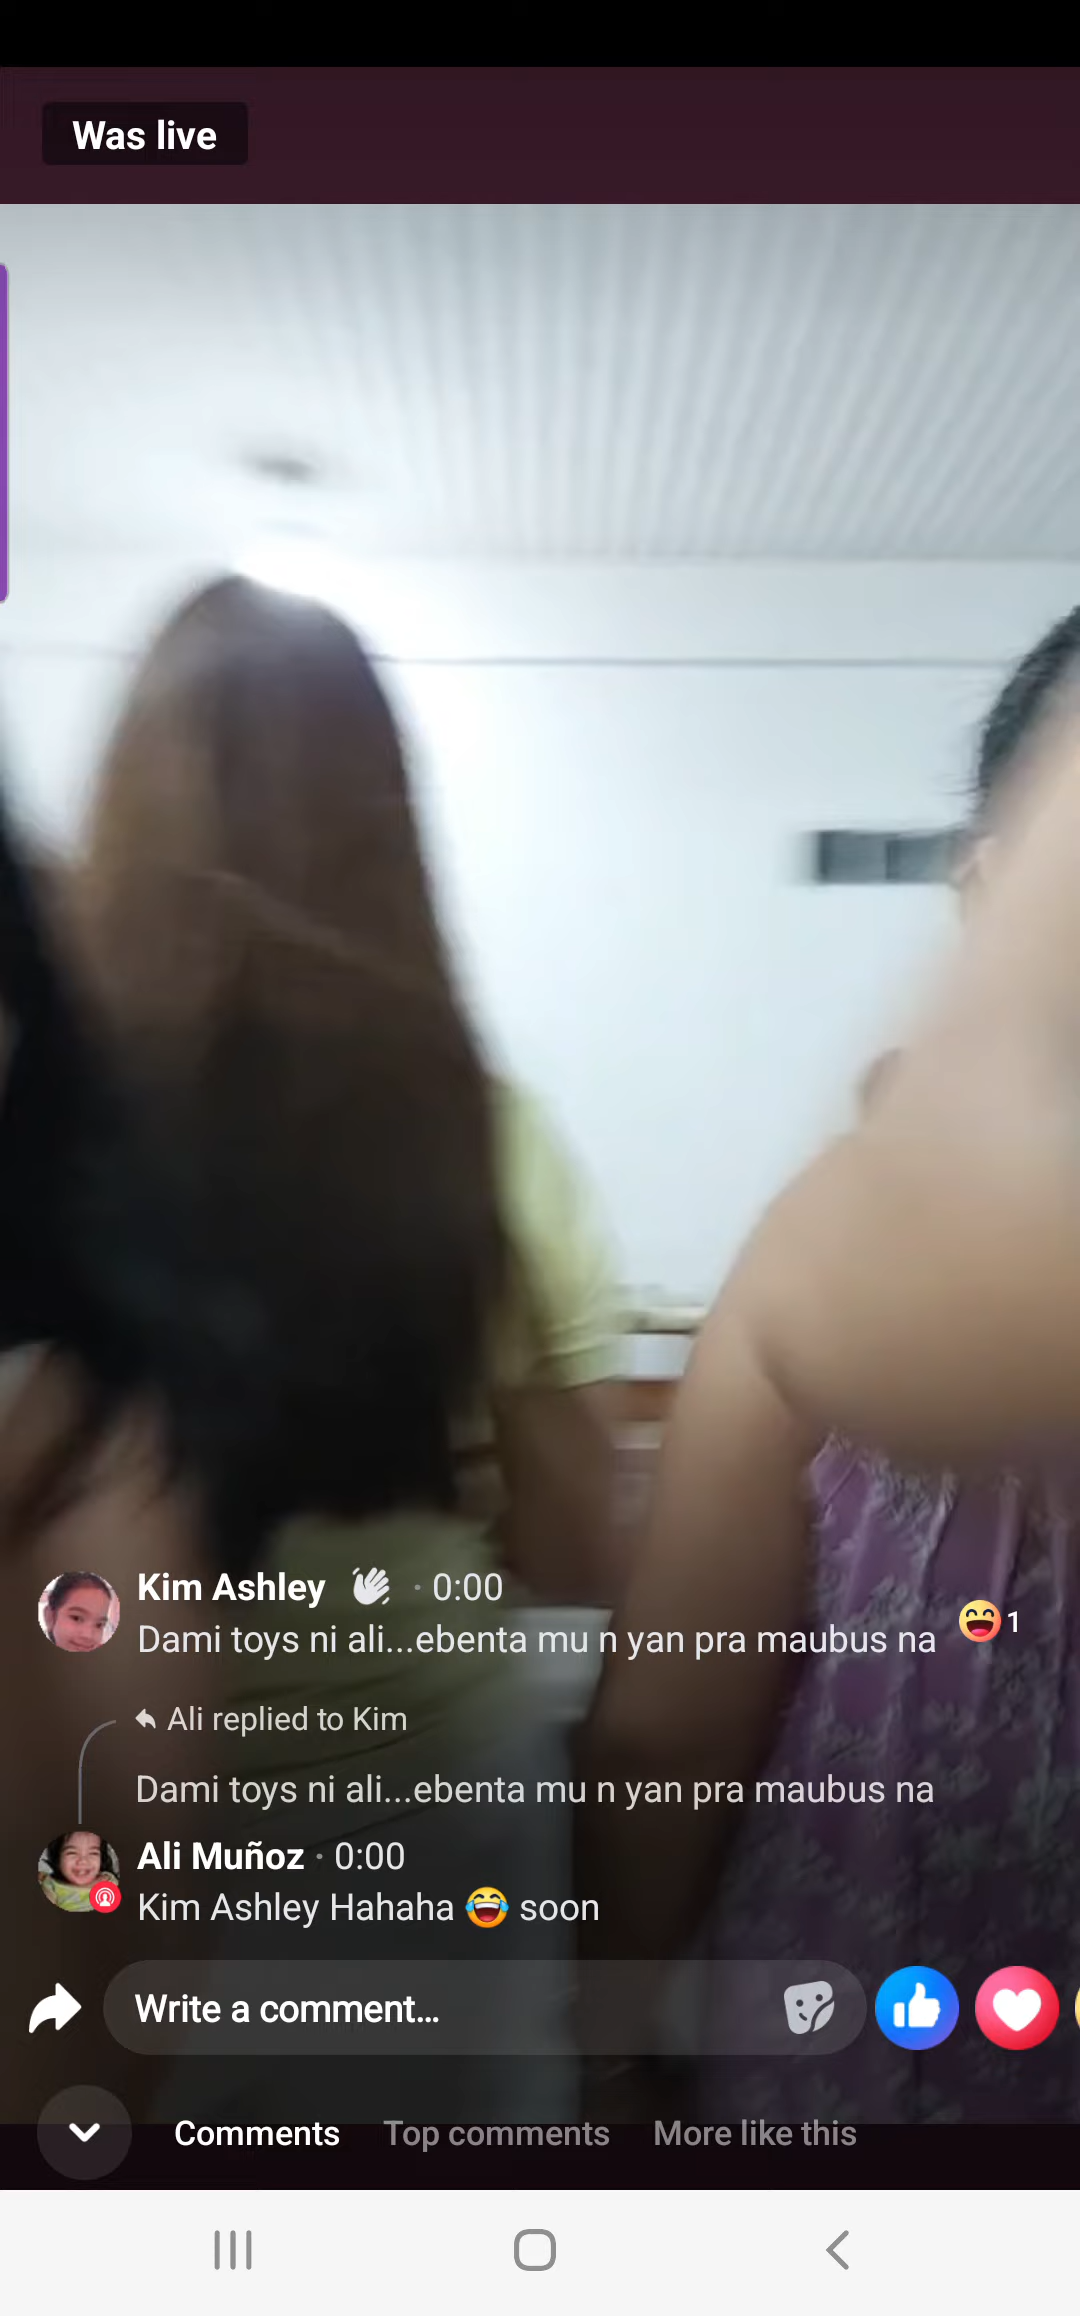 Was live
Kim Ashley 👋 · 0:00
Dami toys ni ali...ebenta mu n yan pra maubus na
😄 1
Ali replied to Kim
Dami toys ni ali...ebenta mu n yan pra maubus na
Ali Muñoz · 0:00
Kim Ashley Hahaha 😂 soon
Write a comment...
Comments Top comments More like this